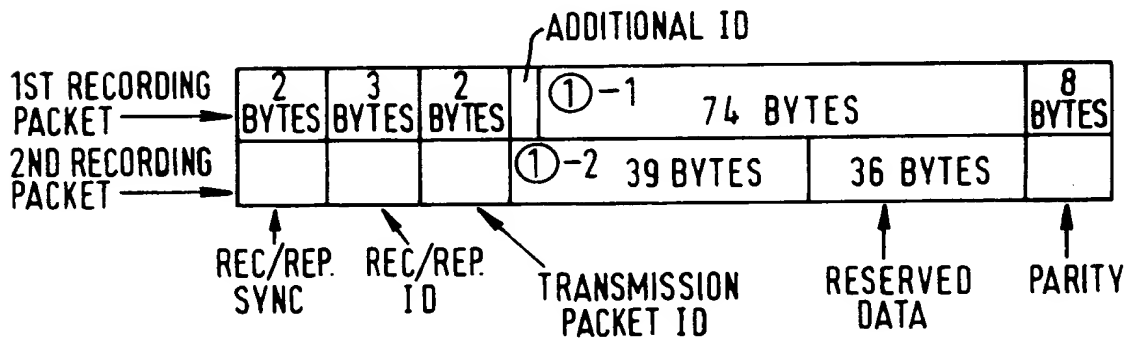 ADDITIONAL ID
1ST RECORDING PACKET
2 BYTES
3 BYTES
2 BYTES
①-1 74 BYTES
8 BYTES
2ND RECORDING PACKET
①-2 39 BYTES
36 BYTES
REC/REP. SYNC
REC/REP. ID
TRANSMISSION PACKET ID
RESERVED DATA
PARITY